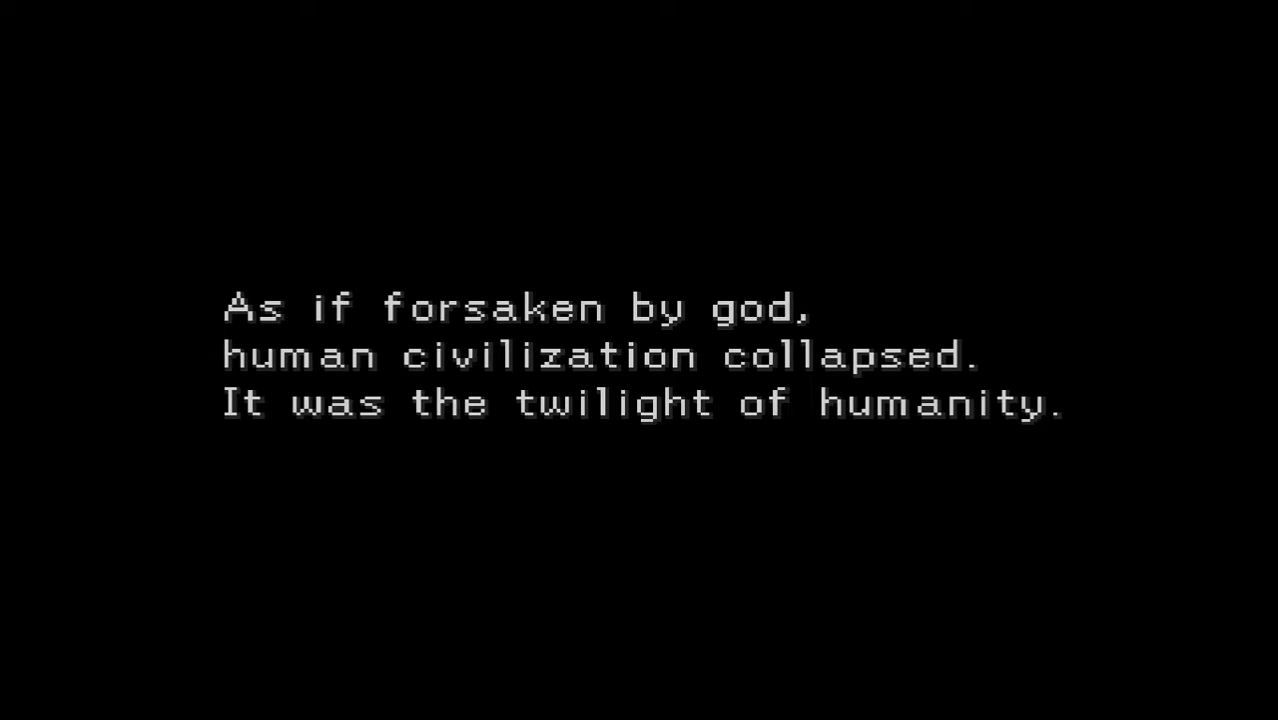 As if forsaken by god,
human civilization collapsed.
It was the twilight of humanity.